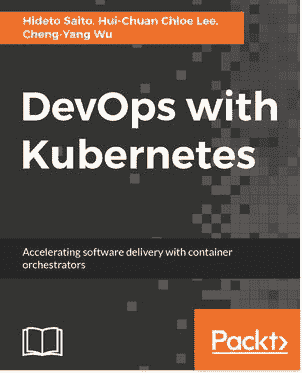 Hideto Saito, Hui-Chuan Chloe Lee,
Cheng-Yang Wu
DevOps with
Kubernetes
Accelerating software delivery with container
orchestrators
Packt>